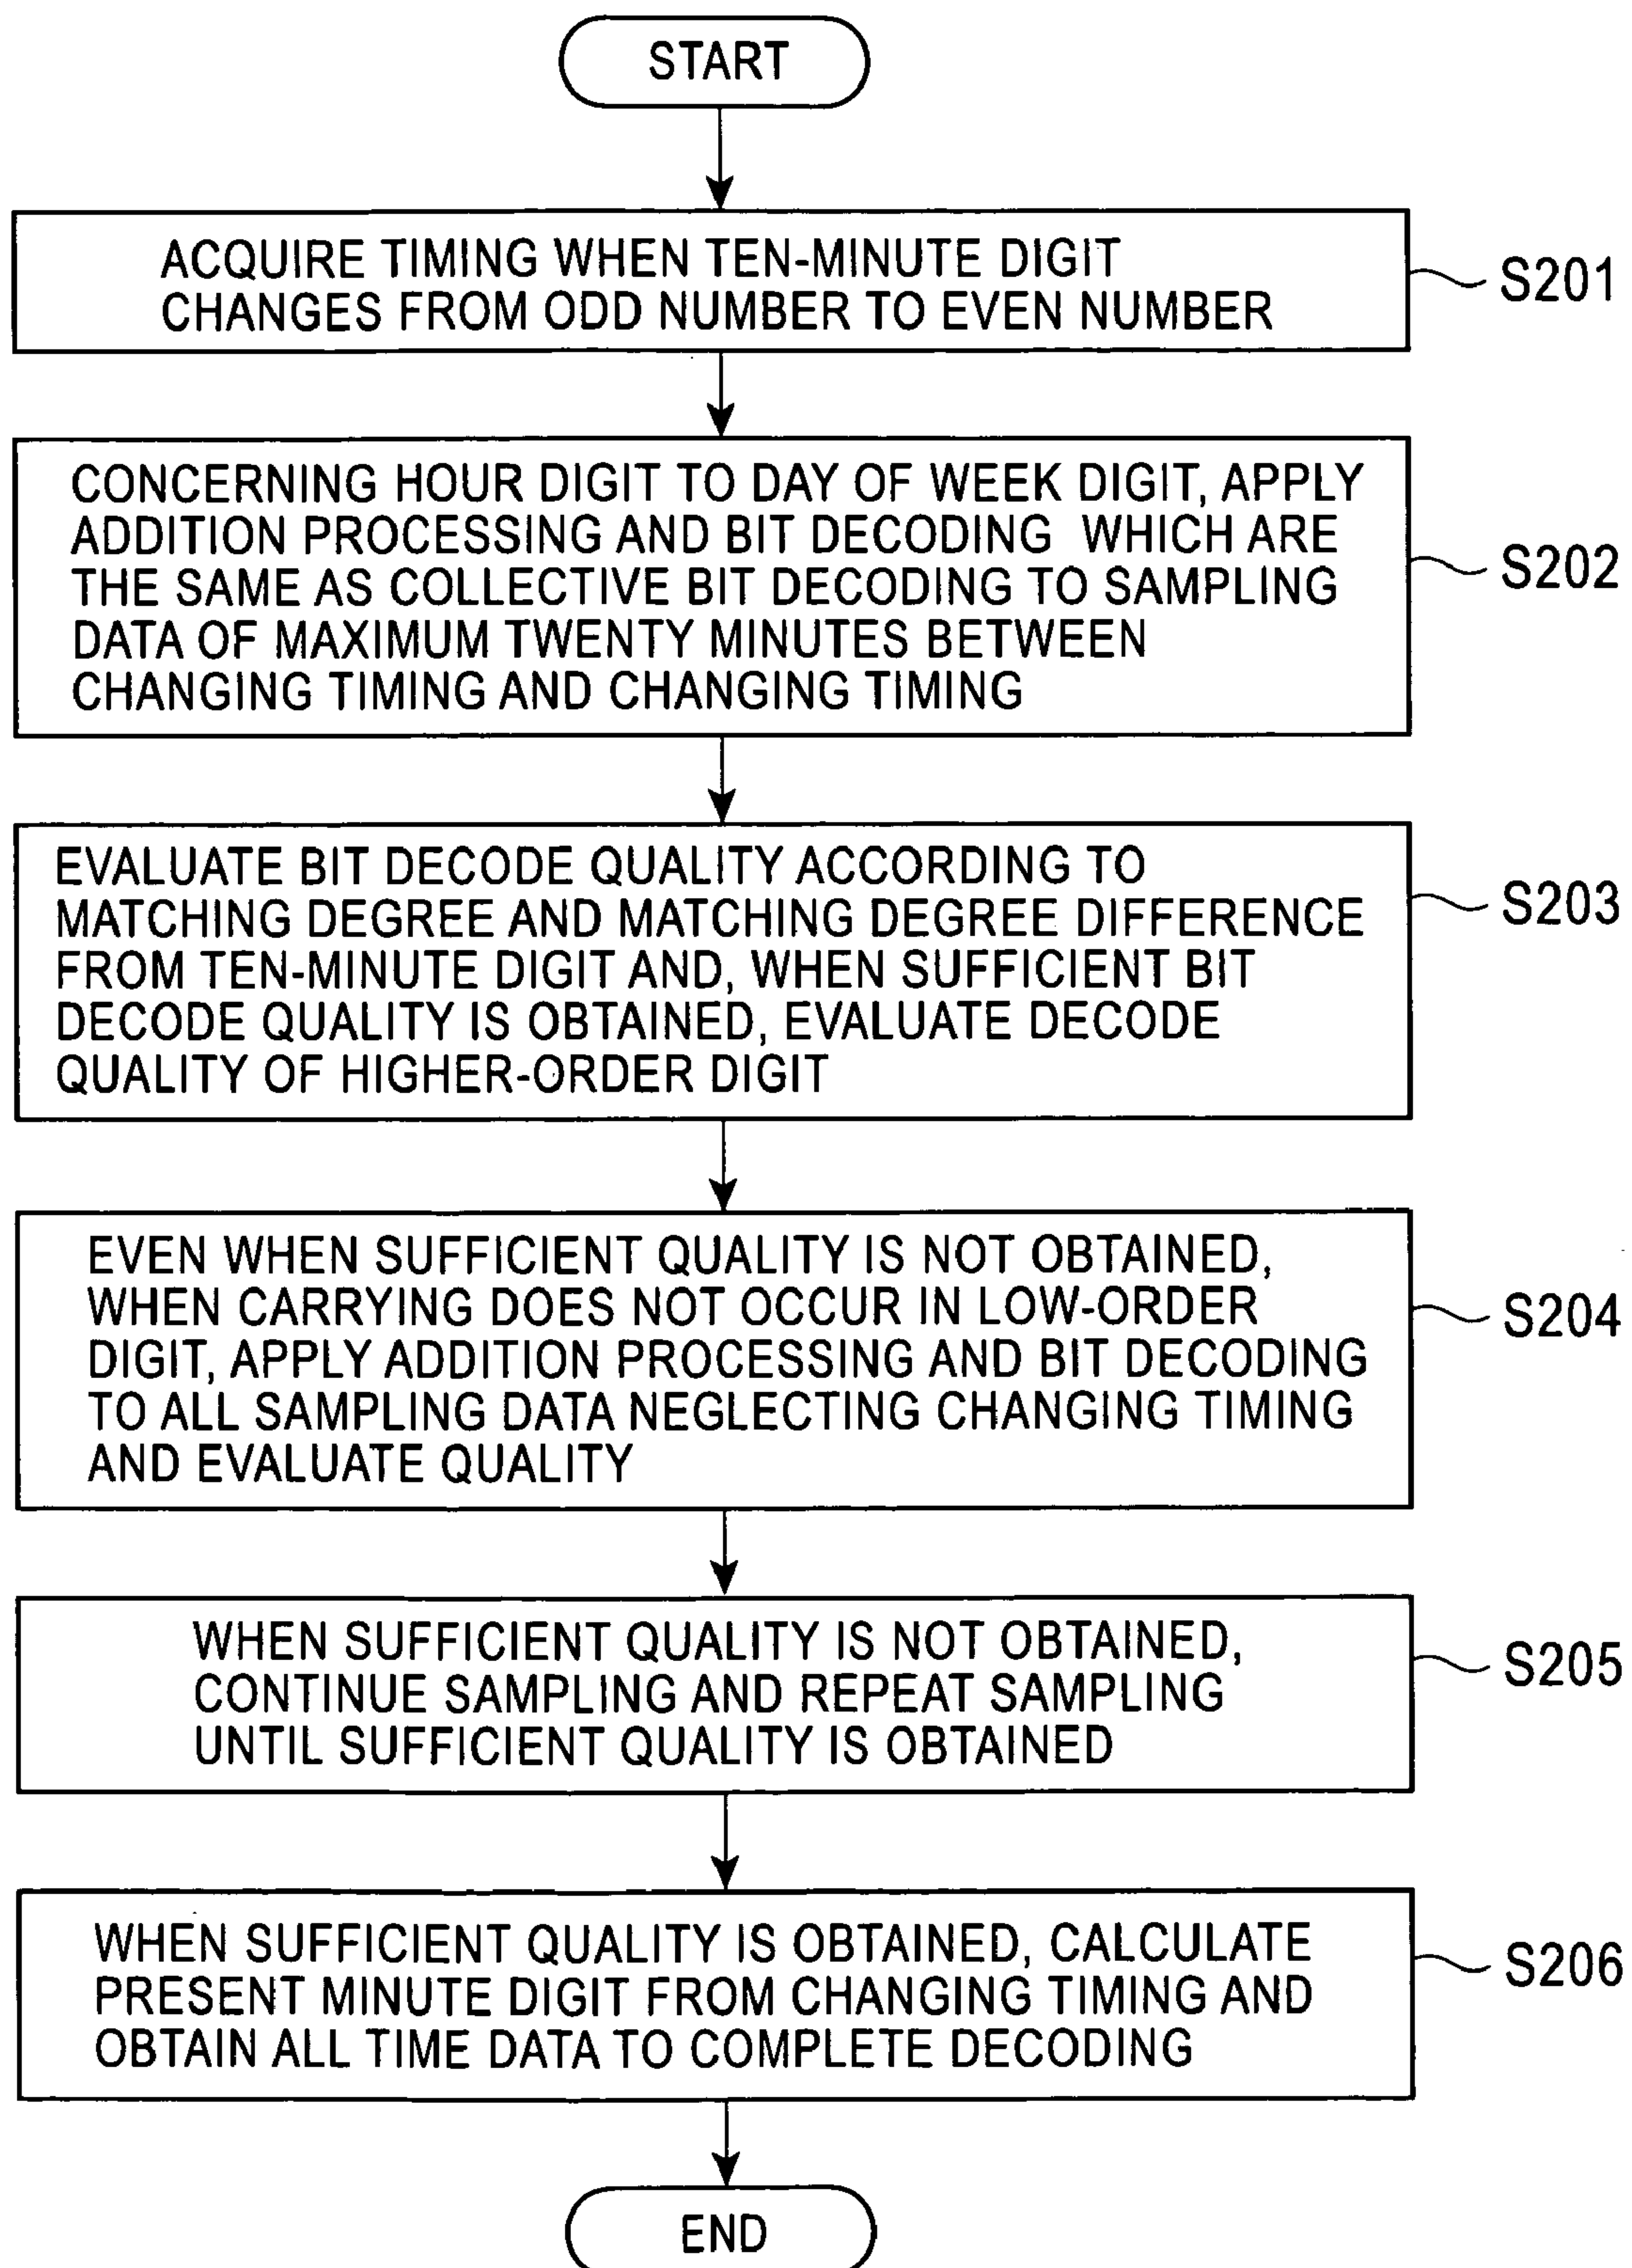 START
ACQUIRE TIMING WHEN TEN-MINUTE DIGIT
CHANGES FROM ODD NUMBER TO EVEN NUMBER
S201
CONCERNING HOUR DIGIT TO DAY OF WEEK DIGIT, APPLY
ADDITION PROCESSING AND BIT DECODING WHICH ARE
THE SAME AS COLLECTIVE BIT DECODING TO SAMPLING
DATA OF MAXIMUM TWENTY MINUTES BETWEEN
CHANGING TIMING AND CHANGING TIMING
S202
EVALUATE BIT DECODE QUALITY ACCORDING TO
MATCHING DEGREE AND MATCHING DEGREE DIFFERENCE
FROM TEN-MINUTE DIGIT AND, WHEN SUFFICIENT BIT
DECODE QUALITY IS OBTAINED, EVALUATE DECODE
QUALITY OF HIGHER-ORDER DIGIT
S203
EVEN WHEN SUFFICIENT QUALITY IS NOT OBTAINED,
WHEN CARRYING DOES NOT OCCUR IN LOW-ORDER
DIGIT, APPLY ADDITION PROCESSING AND BIT DECODING
TO ALL SAMPLING DATA NEGLECTING CHANGING TIMING
AND EVALUATE QUALITY
S204
WHEN SUFFICIENT QUALITY IS NOT OBTAINED,
CONTINUE SAMPLING AND REPEAT SAMPLING
UNTIL SUFFICIENT QUALITY IS OBTAINED
S205
WHEN SUFFICIENT QUALITY IS OBTAINED, CALCULATE
PRESENT MINUTE DIGIT FROM CHANGING TIMING AND
OBTAIN ALL TIME DATA TO COMPLETE DECODING
S206
END